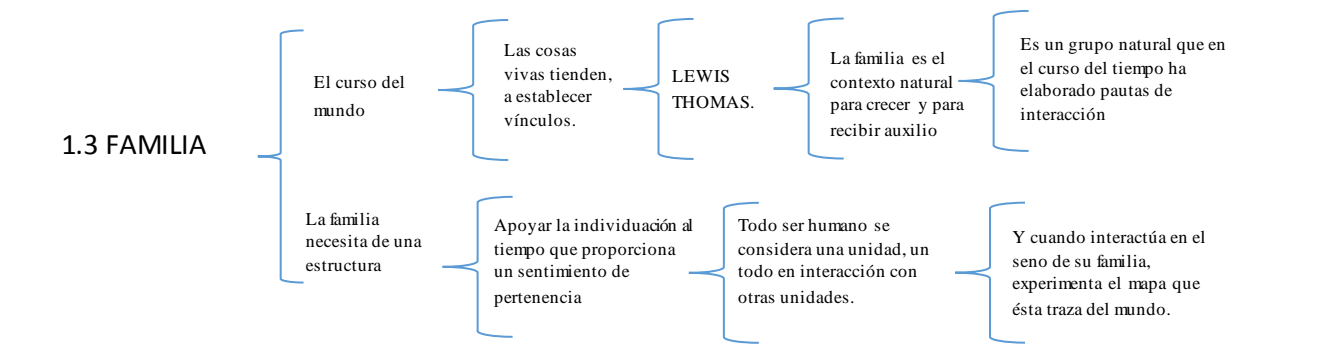 1.3 FAMILIA
El curso del
mundo
Las cosas
vivas tienden,
a establecer
vínculos.
LEWIS
THOMAS.
La familia es el
contexto natural
para crecer y para
recibir auxilio
Es un grupo natural que en
el curso del tiempo ha
elaborado pautas de
interacción
La familia
necesita de una
estructura
Apoyar la individuación al
tiempo que proporciona
un sentimiento de
pertenencia
Todo ser humano se
considera una unidad, un
todo en interacción con
otras unidades.
Y cuando interactúa en el
seno de su familia,
experimenta el mapa que
ésta traza del mundo.